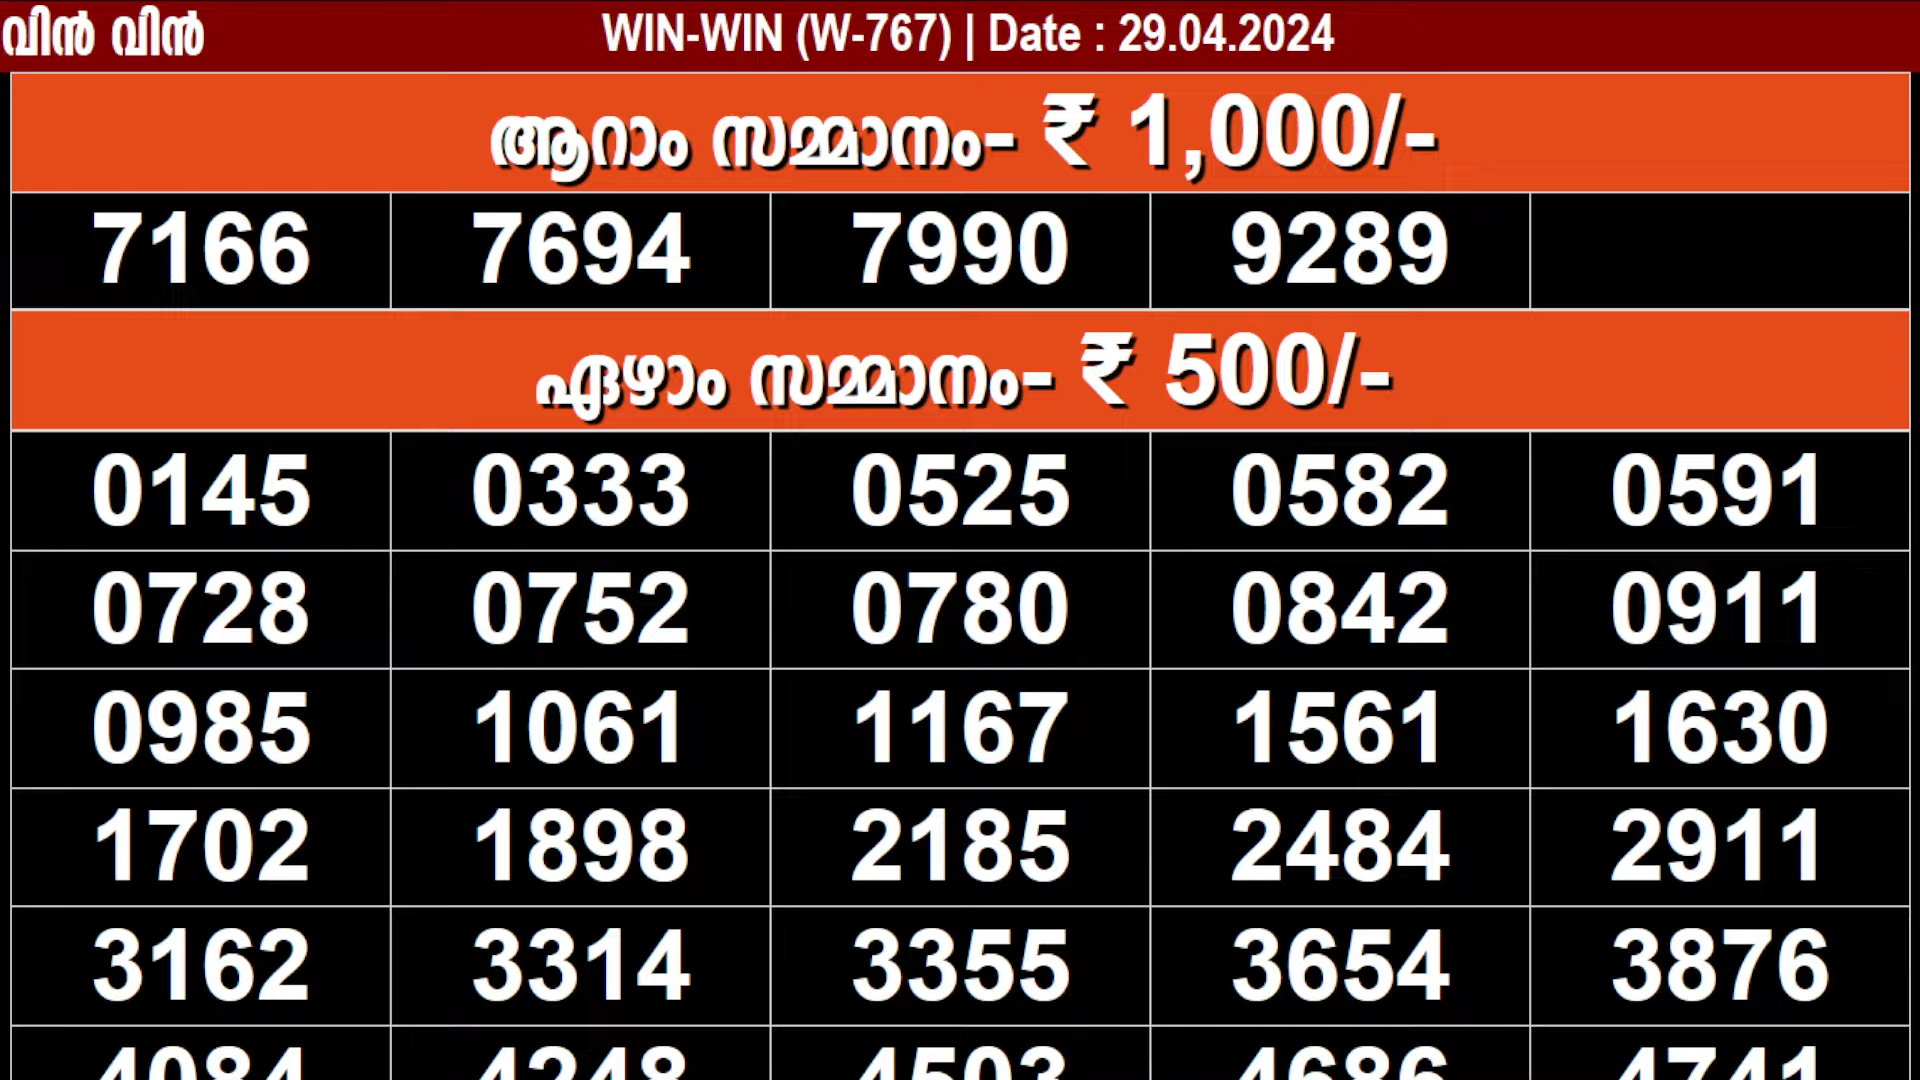 വിൻ വിൻ WIN-WIN (W-767) | Date : 29.04.2024
ആറാം സമ്മാനം- ₹ 1,000/-
7166 7694 7990 9289
ഏഴാം സമ്മാനം- ₹ 500/-
0145 0333 0525 0582 0591
0728 0752 0780 0842 0911
0985 1061 1167 1561 1630
1702 1898 2185 2484 2911
3162 3314 3355 3654 3876
4084 4248 4503 4686 4741